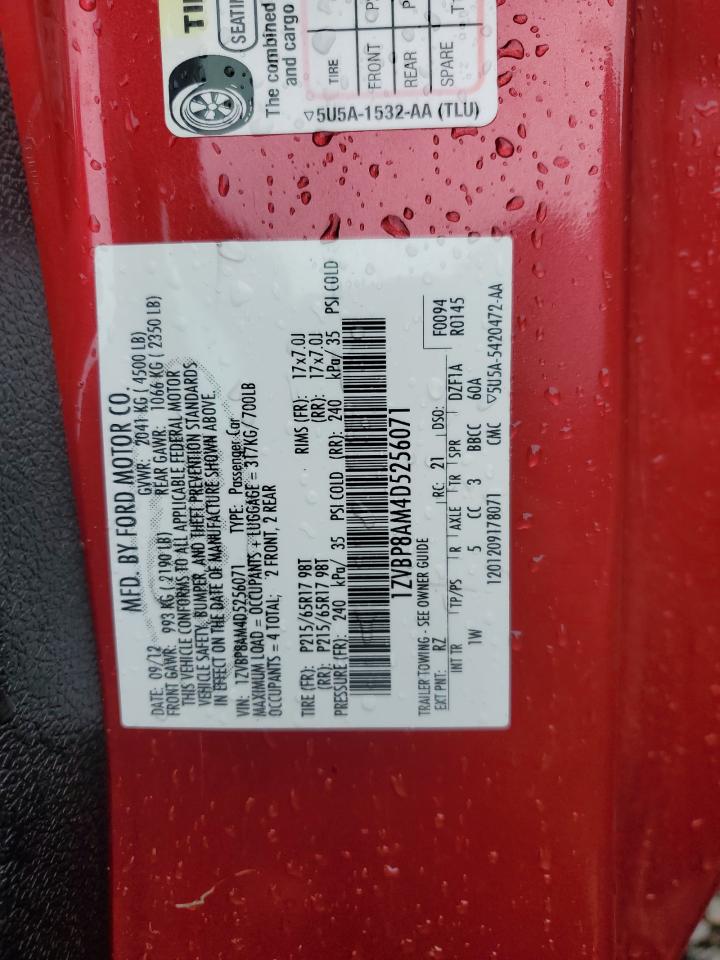 TI
SEATIN
The combined
and cargo
TIRE
FRONT P
REAR P
SPARE T1
▽5U5A-1532-AA (TLU)
MFD. BY FORD MOTOR CO.
DATE: 09/12 GVWR: 2041 KG ( 4500 LB)
FRONT GAWR: 993 KG ( 2190 LB) REAR GAWR: 1066 KG ( 2350 LB)
THIS VEHICLE CONFORMS TO ALL APPLICABLE FEDERAL MOTOR
VEHICLE SAFETY, BUMPER, AND THEFT PREVENTION STANDARDS
IN EFFECT ON THE DATE OF MANUFACTURE SHOWN ABOVE.
VIN: 1ZVBP8AM4D5256071 TYPE: Passenger Car
MAXIMUM LOAD = OCCUPANTS + LUGGAGE = 317KG/700LB
OCCUPANTS = 4 TOTAL; 2 FRONT, 2 REAR
TIRE (FR): P215/65R17 98T RIMS (FR): 17x7.0J
(RR): P215/65R17 98T (RR): 17x7.0J
PRESSURE (FR): 240 kPa/ 35 PSI COLD (RR): 240 kPa/ 35 PSI COLD
1ZVBP8AM4D5256071
TRAILER TOWING - SEE OWNER GUIDE F0094
EXT PNT: RZ RC: 21 DSO: R0145
INT TR TP/PS R AXLE TR SPR DZF1A
1W 5 CC 3 BBCC 60A
1201209178071 CMC ▽5U5A-5420472-AA